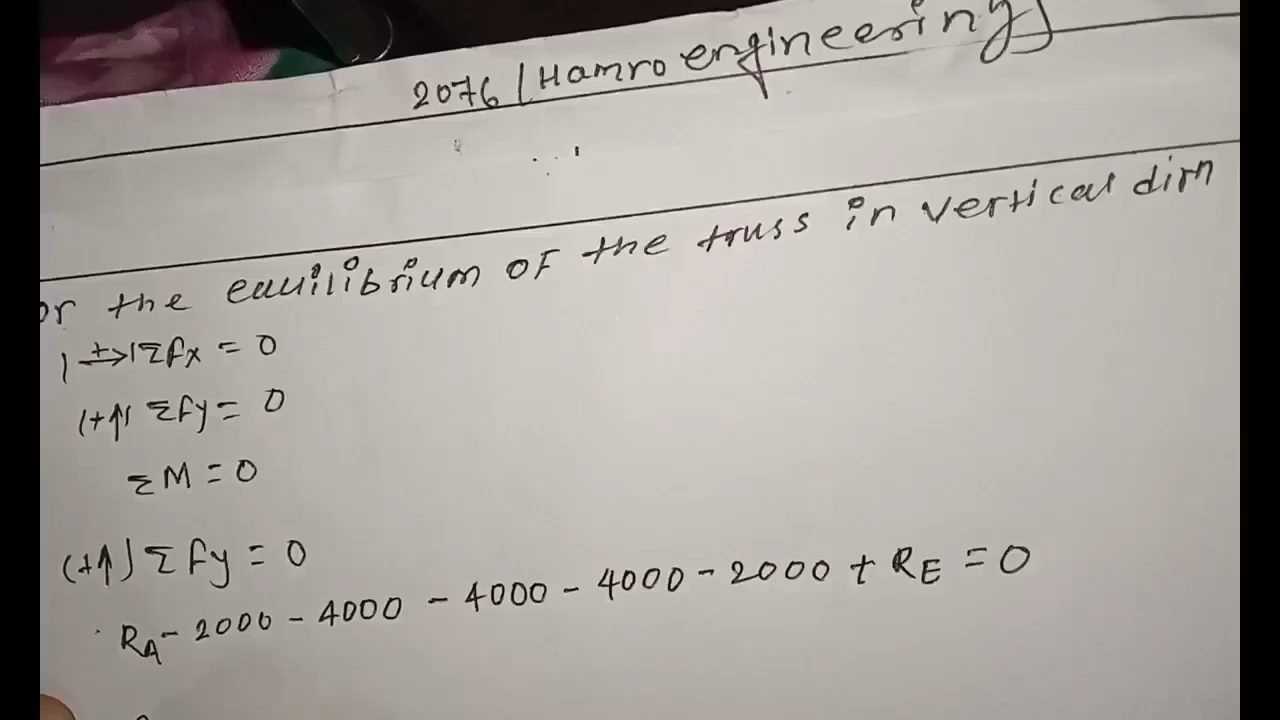 2076 / Hamro engineering]
or the equilibrium of the truss in vertical dirn
(+→) Σfx = 0
(+↑) Σfy = 0
ΣM = 0
(+↑) Σfy = 0
RA - 2000 - 4000 - 4000 - 4000 - 2000 + RE = 0